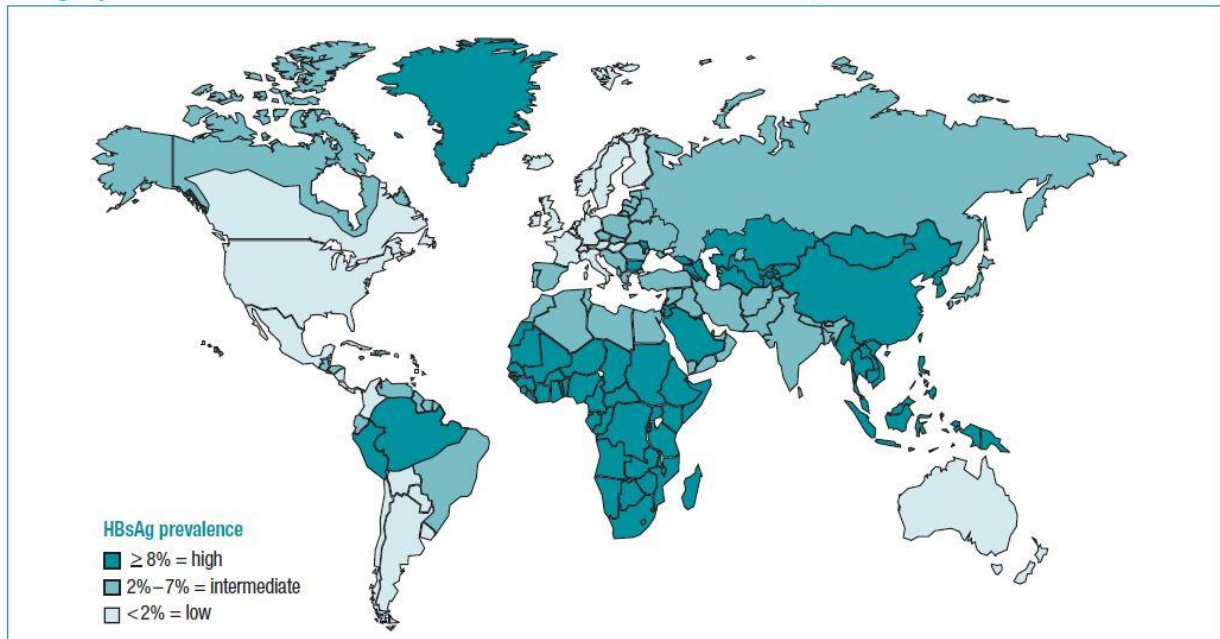 HBsAg prevalence
≥ 8% = high
2%–7% = intermediate
<2% = low